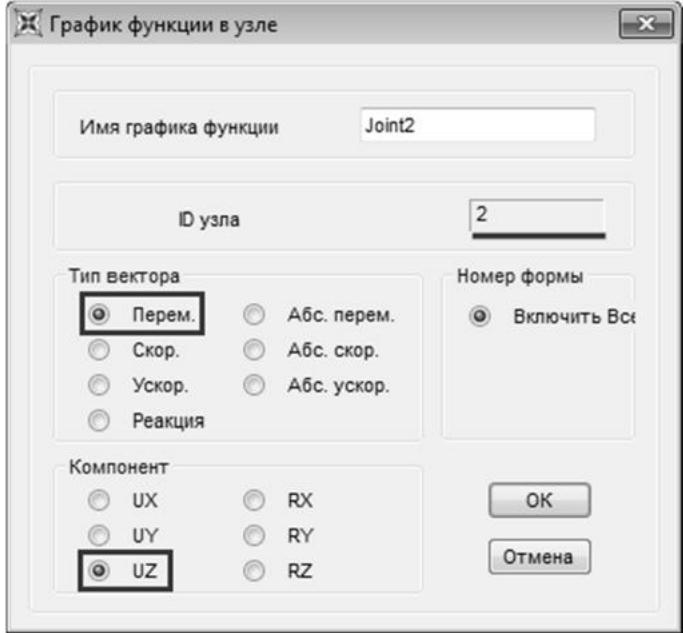 График функции в узле
Имя графика функции Joint2
ID узла 2
Тип вектора
Перем. Абс. перем.
Скор. Абс. скор.
Ускор. Абс. ускор.
Реакция
Номер формы
Включить Все
Компонент
UX RX
UY RY
UZ RZ
OK
Отмена